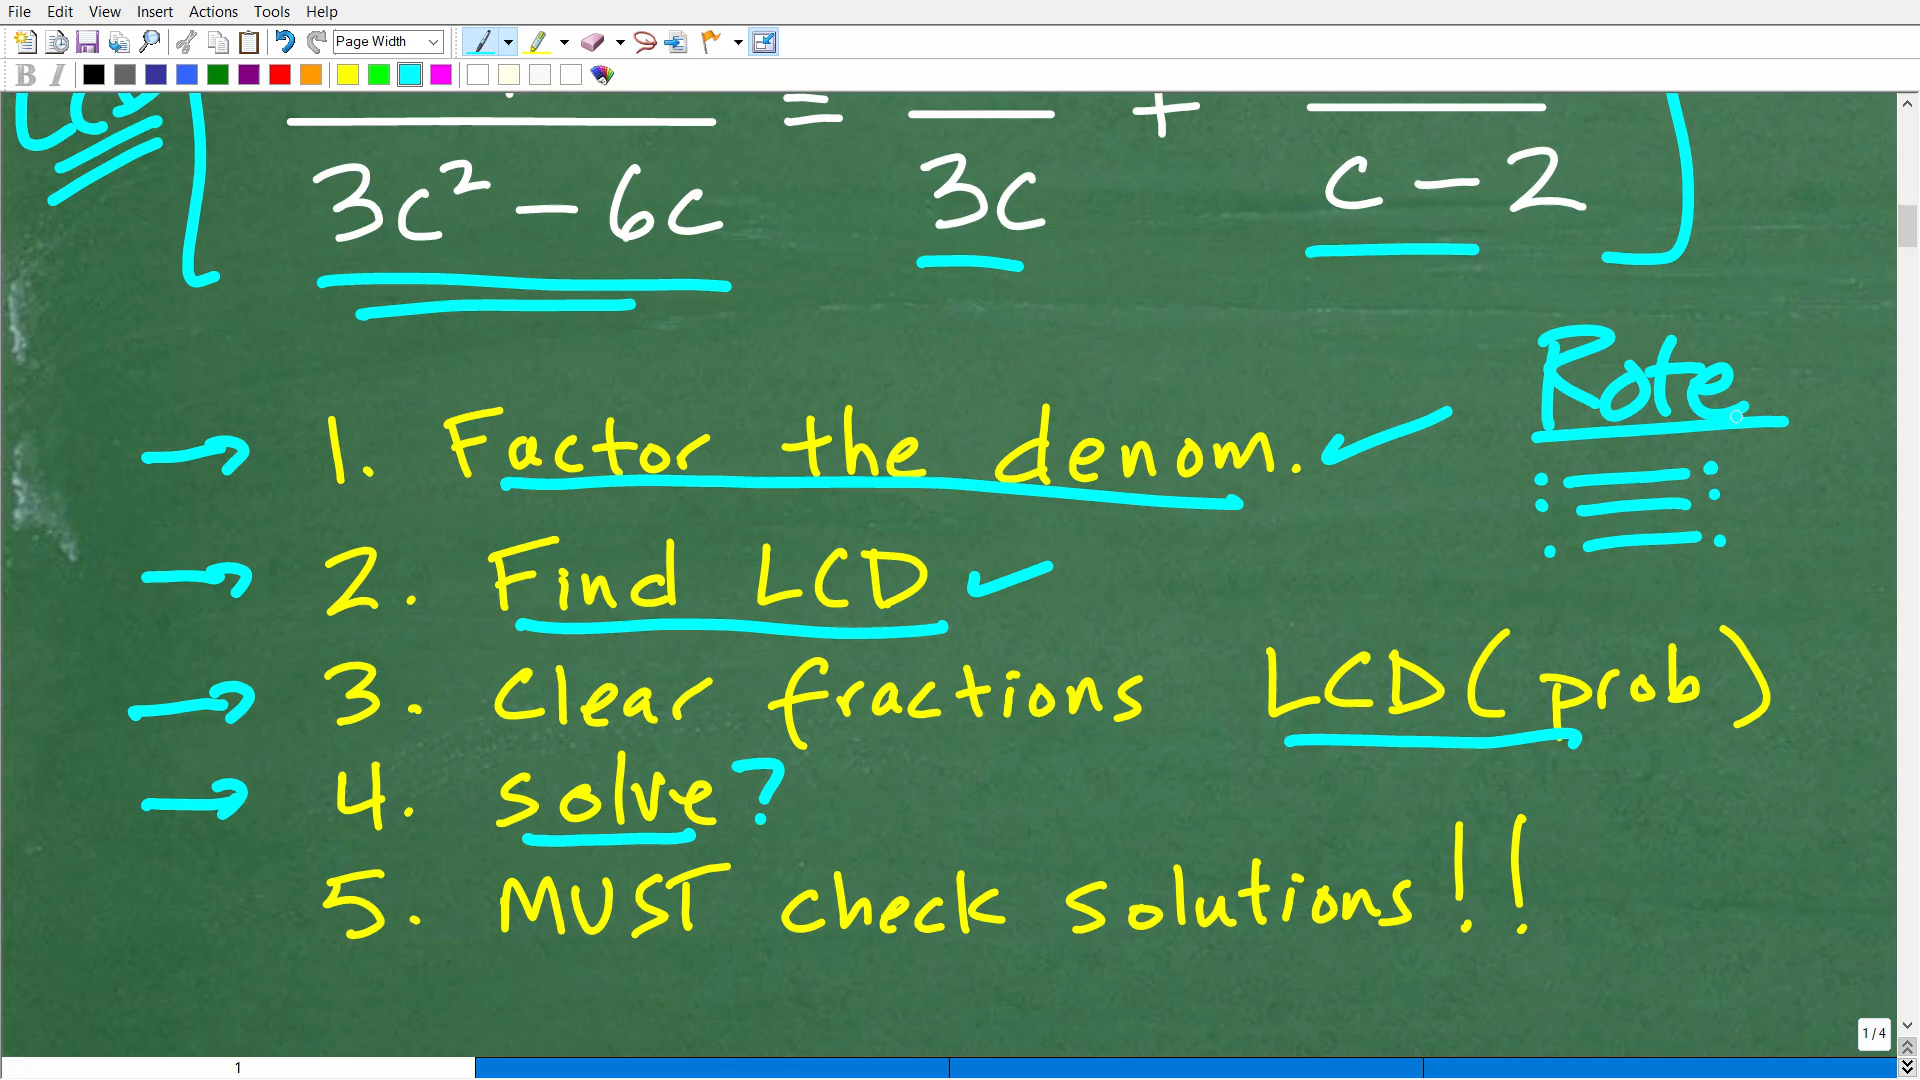 File Edit View Insert Actions Tools Help
Page Width
B I
LCD [ = + ]
3c² - 6c 3c c - 2
Rote
1. Factor the denom.
2. Find LCD
3. Clear fractions LCD(prob)
4. solve?
5. MUST check solutions!!
1 / 4
1